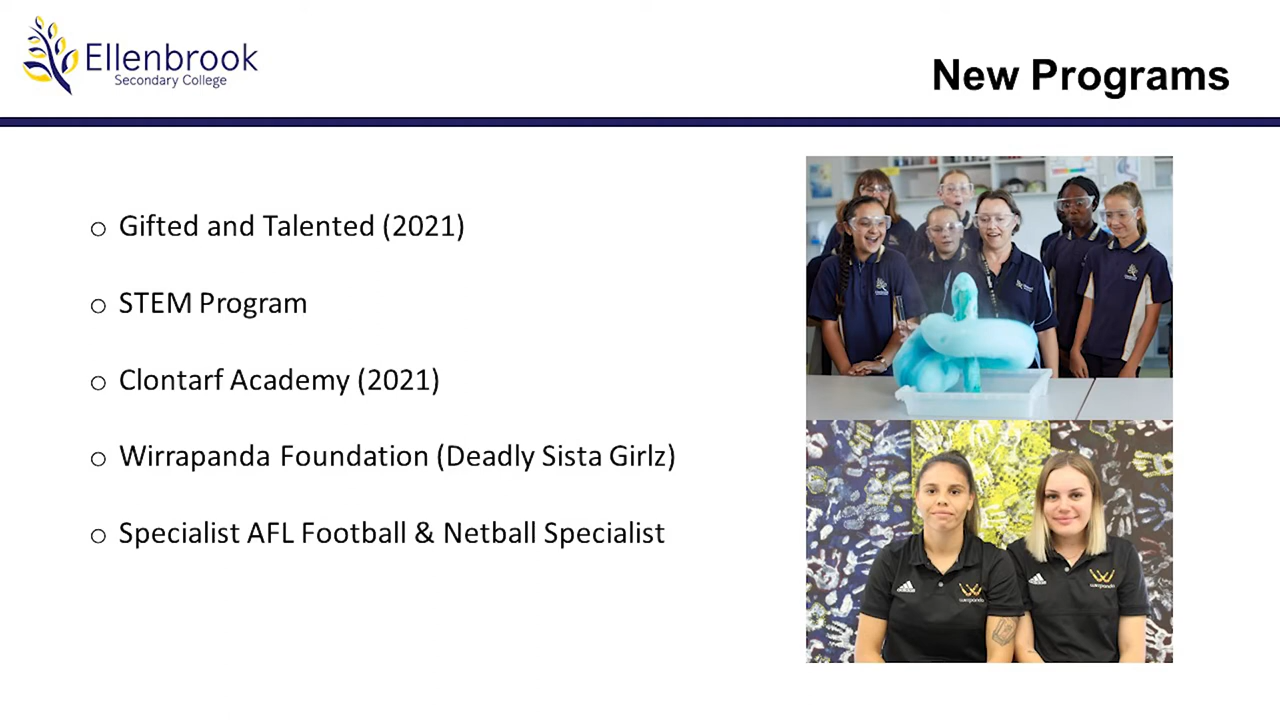 Ellenbrook
Secondary College
New Programs
Gifted and Talented (2021)
STEM Program
Clontarf Academy (2021)
Wirrapanda Foundation (Deadly Sista Girlz)
Specialist AFL Football & Netball Specialist